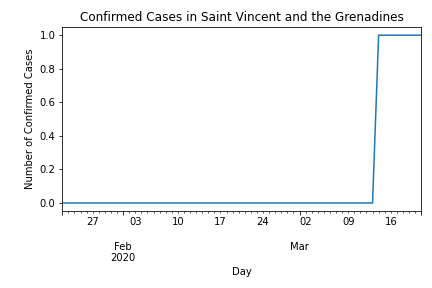 Confirmed Cases in Saint Vincent and the Grenadines
Number of Confirmed Cases
1.0
0.8
0.6
0.4
0.2
0.0
27 03 10 17 24 02 09 16
Feb Mar
2020
Day